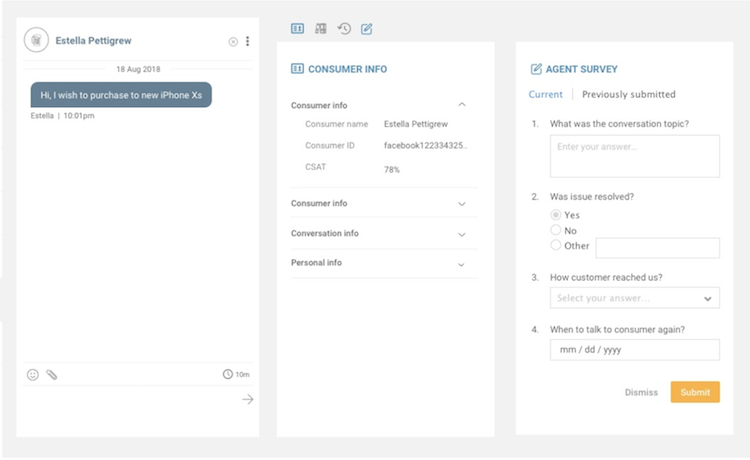 Estella Pettigrew
18 Aug 2018
Hi, I wish to purchase to new iPhone Xs
Estella | 10:01pm
10m
CONSUMER INFO
Consumer info
Consumer name Estella Pettigrew
Consumer ID facebook122334325..
CSAT 78%
Consumer info
Conversation info
Personal info
AGENT SURVEY
Current | Previously submitted
1. What was the conversation topic?
Enter your answer...
2. Was issue resolved?
Yes
No
Other
3. How customer reached us?
Select your answer...
4. When to talk to consumer again?
mm / dd / yyyy
Dismiss Submit